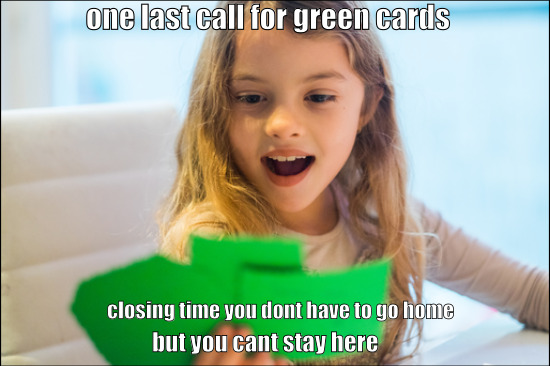 one last call for green cards
closing time you dont have to go home
but you cant stay here